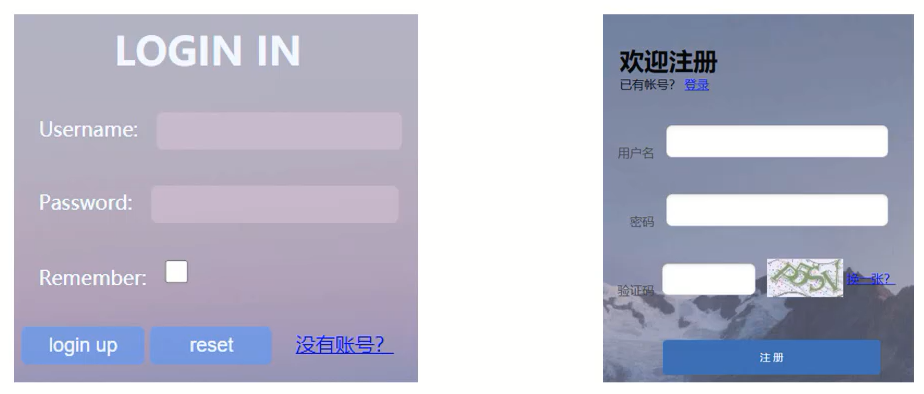 LOGIN IN
Username:
Password:
Remember:
login up
reset
没有账号？
欢迎注册
已有帐号？ 登录
用户名
密码
验证码
换一张?
注册